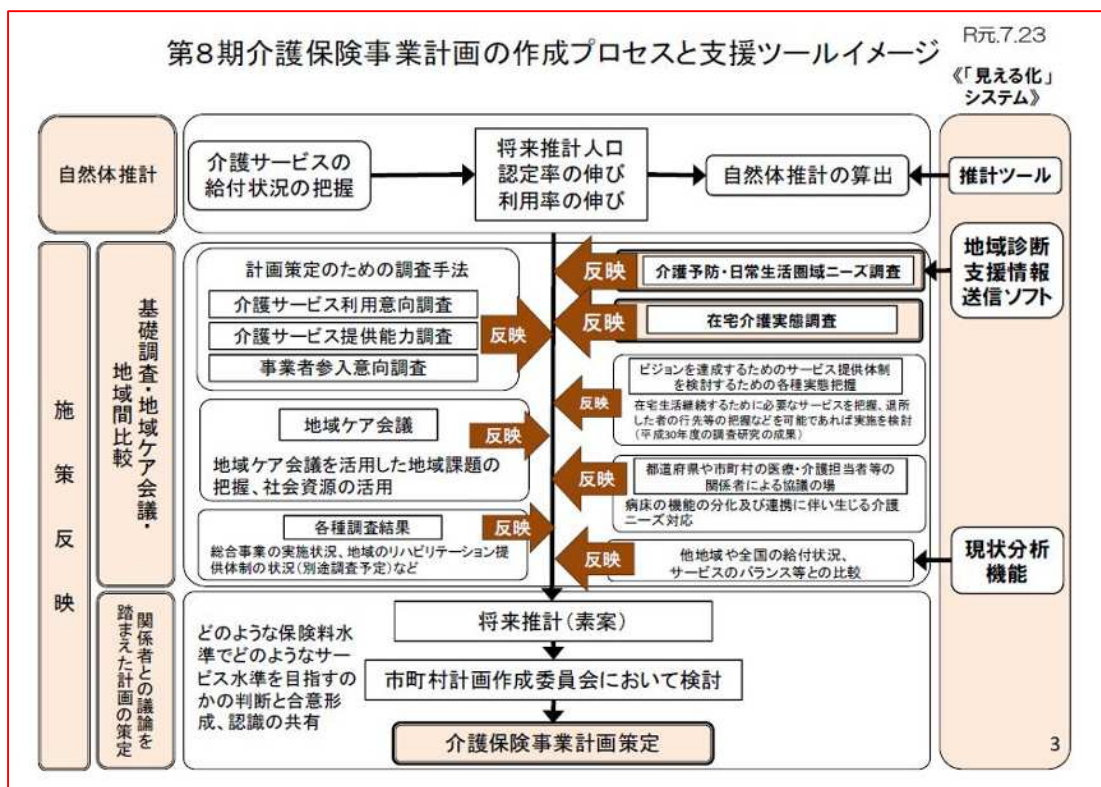 第8期介護保険事業計画の作成プロセスと支援ツールイメージ
R元.7.23
《「見える化」
システム》
自然体推計
介護サービスの
給付状況の把握
将来推計人口
認定率の伸び
利用率の伸び
自然体推計の算出
推計ツール
施策反映
基礎調査・地域ケア会議・
地域間比較
計画策定のための調査手法
介護サービス利用意向調査
介護サービス提供能力調査
事業者参入意向調査
反映
反映
介護予防・日常生活圏域ニーズ調査
地域診断
支援情報
送信ソフト
反映
在宅介護実態調査
反映
ビジョンを達成するためのサービス提供体制
を検討するための各種実態把握
在宅生活継続するために必要なサービスを把握、退所
した者の行先等の把握などを可能であれば実施を検討
(平成30年度の調査研究の成果)
地域ケア会議
地域ケア会議を活用した地域課題の
把握、社会資源の活用
反映
反映
都道府県や市町村の医療・介護担当者等の
関係者による協議の場
病床の機能の分化及び連携に伴い生じる介護
ニーズ対応
各種調査結果
総合事業の実施状況、地域のリハビリテーション提
供体制の状況(別途調査予定)など
反映
反映
他地域や全国の給付状況、
サービスのバランス等との比較
現状分析
機能
関係者との議論を
踏まえた計画の策定
どのような保険料水
準でどのようなサー
ビス水準を目指すの
かの判断と合意形
成、認識の共有
将来推計(素案)
市町村計画作成委員会において検討
介護保険事業計画策定
3